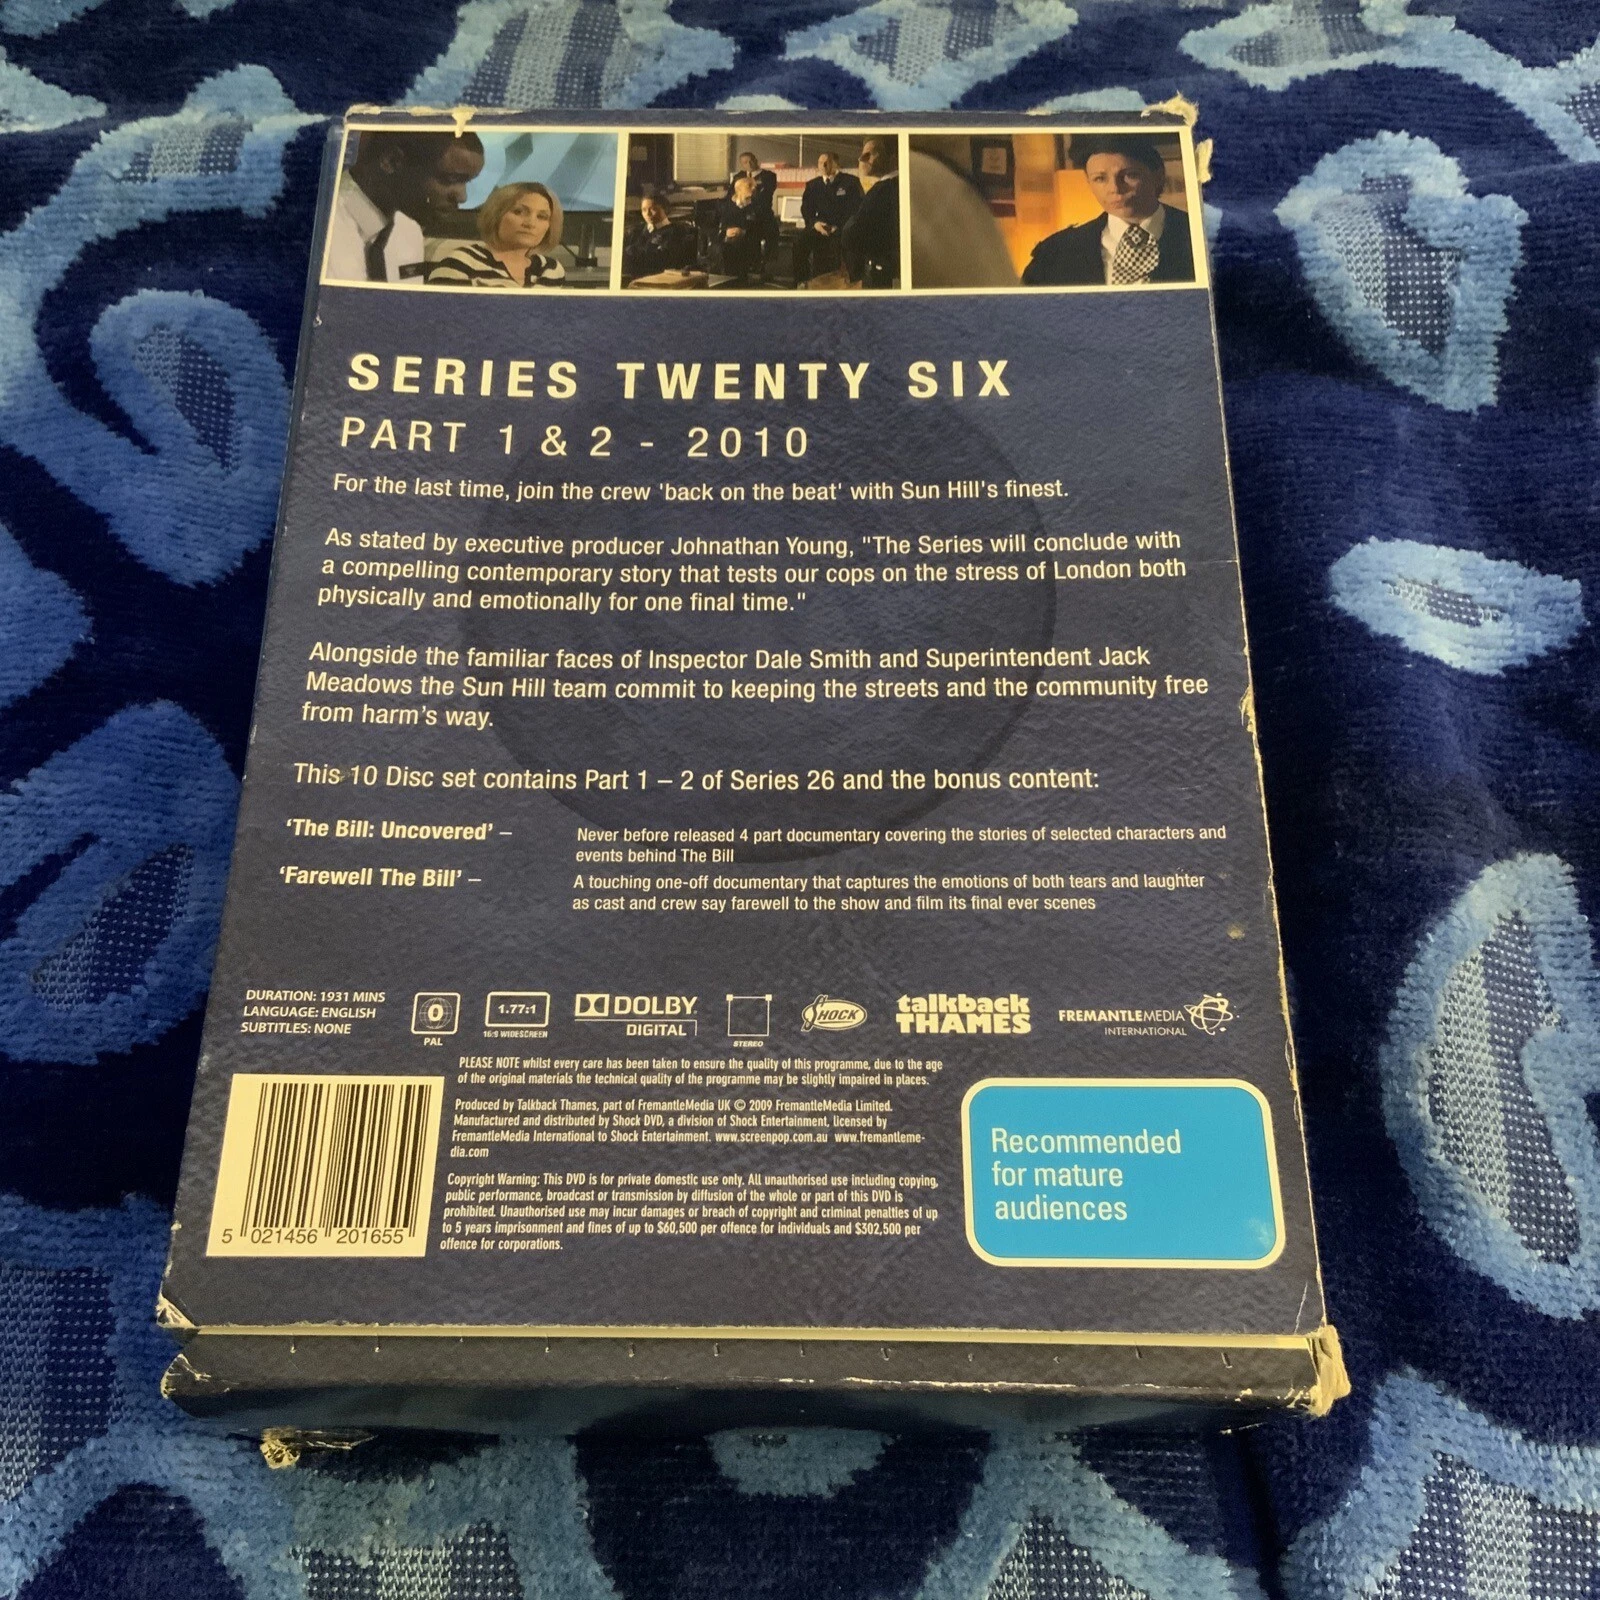 SERIES TWENTY SIX
PART 1 & 2 - 2010
For the last time, join the crew 'back on the beat' with Sun Hill's finest.
As stated by executive producer Johnathan Young, "The Series will conclude with
a compelling contemporary story that tests our cops on the stress of London both
physically and emotionally for one final time."
Alongside the familiar faces of Inspector Dale Smith and Superintendent Jack
Meadows the Sun Hill team commit to keeping the streets and the community free
from harm's way.
This 10 Disc set contains Part 1 – 2 of Series 26 and the bonus content:
'The Bill: Uncovered' –
Never before released 4 part documentary covering the stories of selected characters and
events behind The Bill
'Farewell The Bill' –
A touching one-off documentary that captures the emotions of both tears and laughter
as cast and crew say farewell to the show and film its final ever scenes
DURATION: 1931 MINS
LANGUAGE: ENGLISH
SUBTITLES: NONE
0
PAL
1.77:1
16:9 WIDESCREEN
DOLBY
DIGITAL
STEREO
SHOCK
talkback
THAMES
FREMANTLEMEDIA
INTERNATIONAL
PLEASE NOTE whilst every care has been taken to ensure the quality of this programme, due to the age
of the original materials the technical quality of the programme may be slightly impaired in places.
Produced by Talkback Thames, part of FremantleMedia UK © 2009 FremantleMedia Limited.
Manufactured and distributed by Shock DVD, a division of Shock Entertainment, licensed by
FremantleMedia International to Shock Entertainment. www.screenpop.com.au www.fremantleme-
dia.com
Copyright Warning: This DVD is for private domestic use only. All unauthorised use including copying,
public performance, broadcast or transmission by diffusion of the whole or part of this DVD is
prohibited. Unauthorised use may incur damages or breach of copyright and criminal penalties of up
to 5 years imprisonment and fines of up to $60,500 per offence for individuals and $302,500 per
offence for corporations.
5 021456 201655
Recommended
for mature
audiences